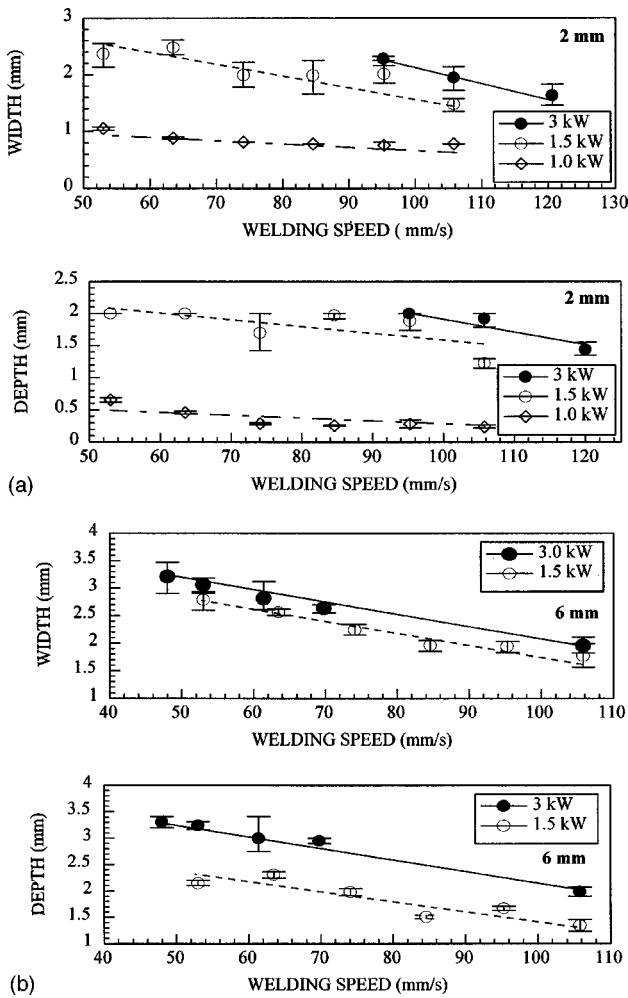 3
2
1
0
WIDTH (mm)
2 mm
3 kW
1.5 kW
1.0 kW
50 60 70 80 90 100 110 120 130
WELDING SPEED ( mm/s)
2.5
2
1.5
1
0.5
0
DEPTH (mm)
2 mm
3 kW
1.5 kW
1.0 kW
50 60 70 80 90 100 110 120
WELDING SPEED (mm/s)
(a)
4
3.5
3
2.5
2
1.5
1
WIDTH (mm)
3.0 kW
1.5 kW
6 mm
40 50 60 70 80 90 100 110
WELDING SPEED (mm/s)
4
3.5
3
2.5
2
1.5
1
DEPTH (mm)
3 kW
1.5 kW
6 mm
40 50 60 70 80 90 100 110
WELDING SPEED (mm/s)
(b)